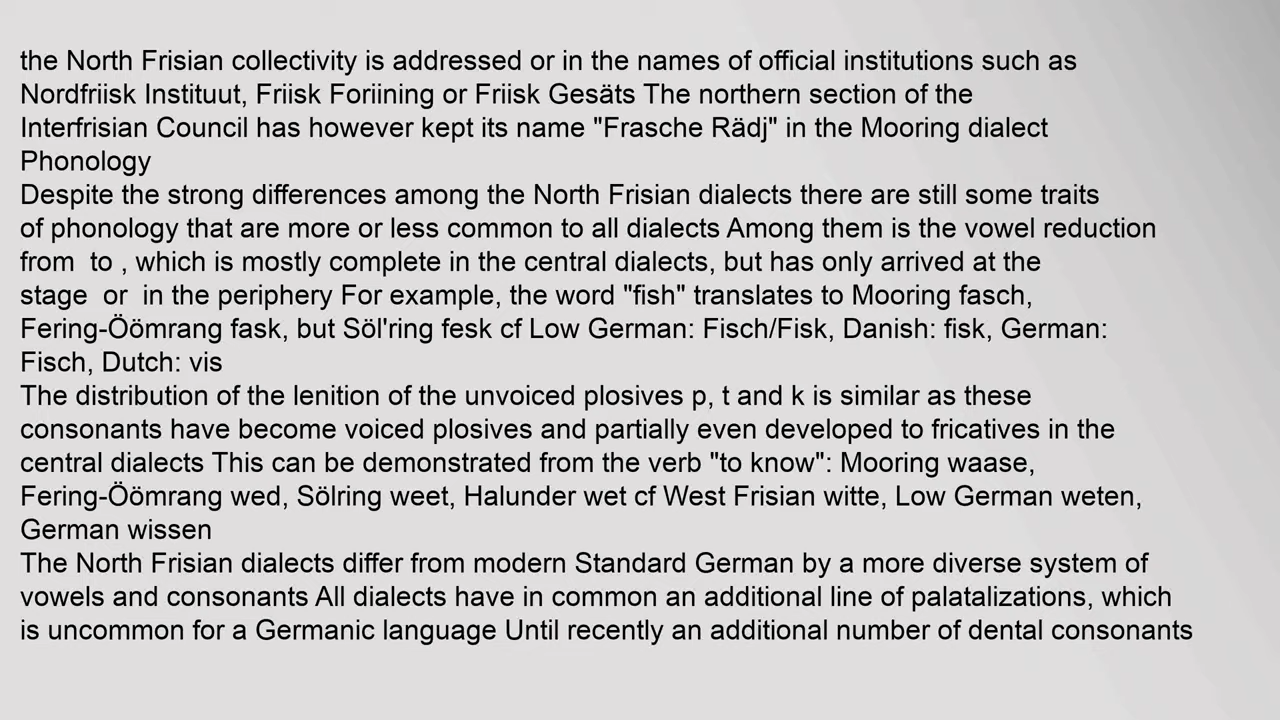 the North Frisian collectivity is addressed or in the names of official institutions such as
Nordfriisk Instituut, Friisk Foriining or Friisk Gesäts The northern section of the
Interfrisian Council has however kept its name "Frasche Rädj" in the Mooring dialect
Phonology
Despite the strong differences among the North Frisian dialects there are still some traits
of phonology that are more or less common to all dialects Among them is the vowel reduction
from  to , which is mostly complete in the central dialects, but has only arrived at the
stage  or  in the periphery For example, the word "fish" translates to Mooring fasch,
Fering-Öömrang fask, but Söl'ring fesk cf Low German: Fisch/Fisk, Danish: fisk, German:
Fisch, Dutch: vis
The distribution of the lenition of the unvoiced plosives p, t and k is similar as these
consonants have become voiced plosives and partially even developed to fricatives in the
central dialects This can be demonstrated from the verb "to know": Mooring waase,
Fering-Öömrang wed, Sölring weet, Halunder wet cf West Frisian witte, Low German weten,
German wissen
The North Frisian dialects differ from modern Standard German by a more diverse system of
vowels and consonants All dialects have in common an additional line of palatalizations, which
is uncommon for a Germanic language Until recently an additional number of dental consonants